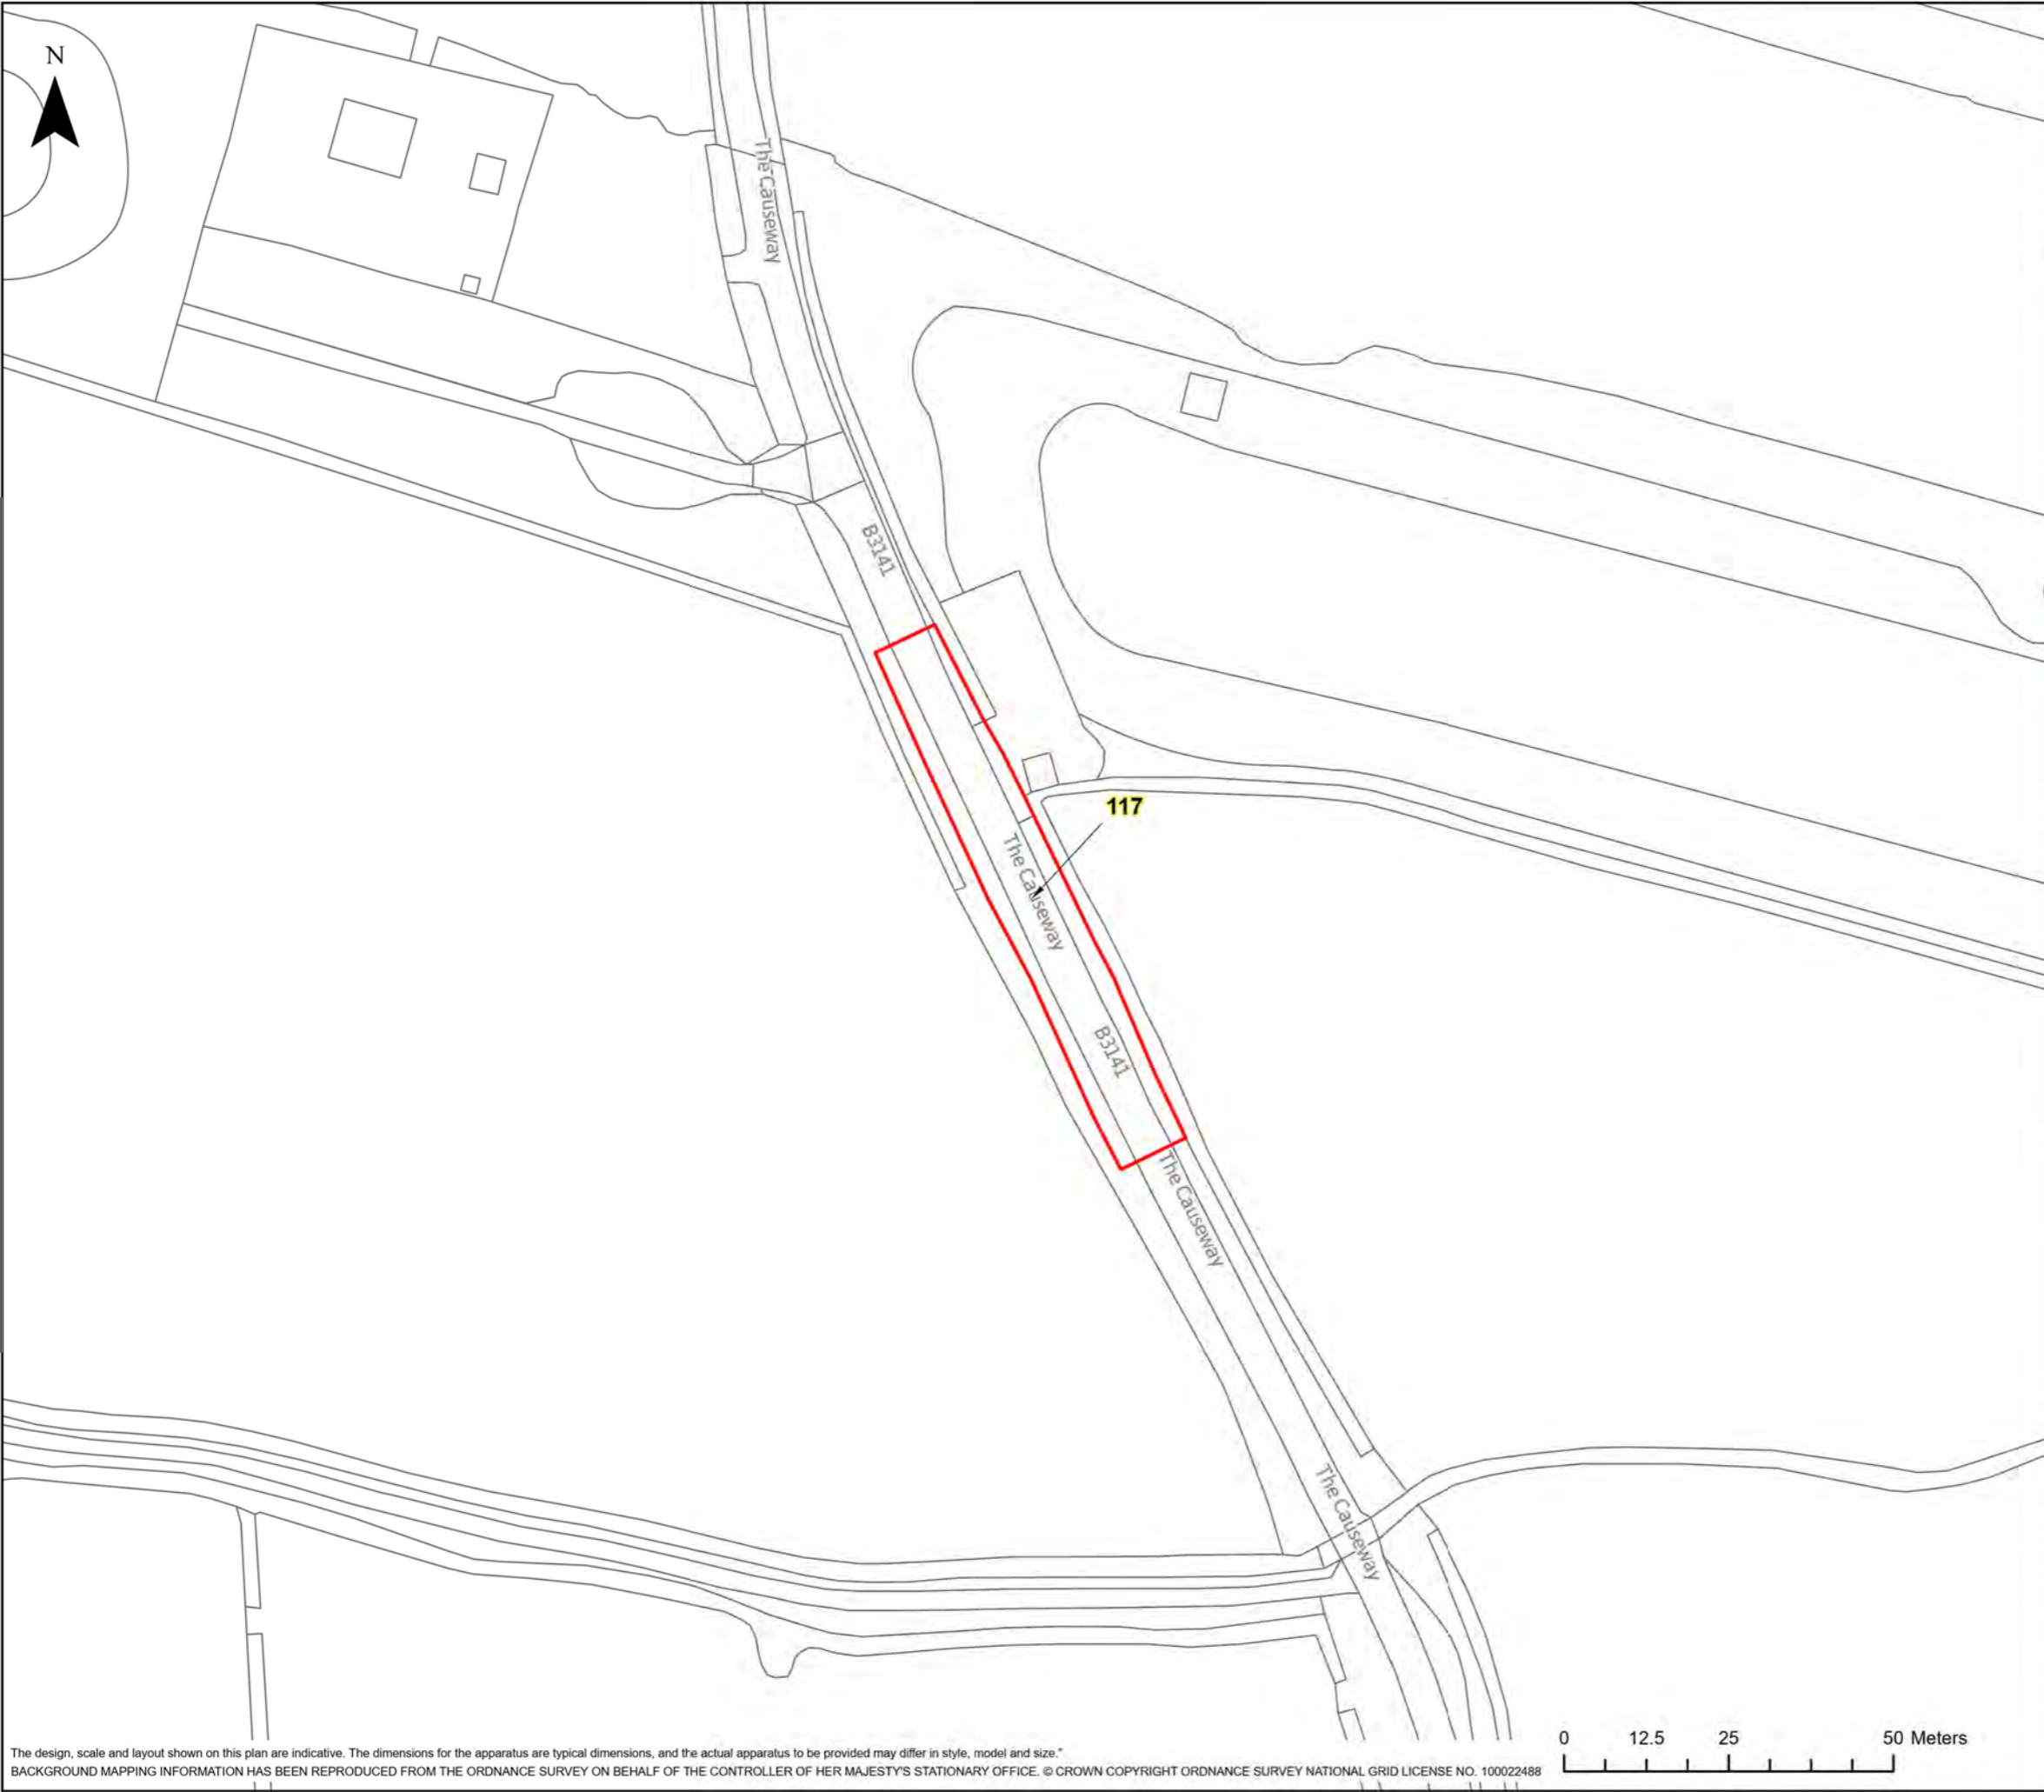 N
The Causeway
B3141
117
The Causeway
B3141
The Causeway
The Causeway
0 12.5 25 50 Meters
The design, scale and layout shown on this plan are indicative. The dimensions for the apparatus are typical dimensions, and the actual apparatus to be provided may differ in style, model and size."
BACKGROUND MAPPING INFORMATION HAS BEEN REPRODUCED FROM THE ORDNANCE SURVEY ON BEHALF OF THE CONTROLLER OF HER MAJESTY'S STATIONARY OFFICE. © CROWN COPYRIGHT ORDNANCE SURVEY NATIONAL GRID LICENSE NO. 100022488